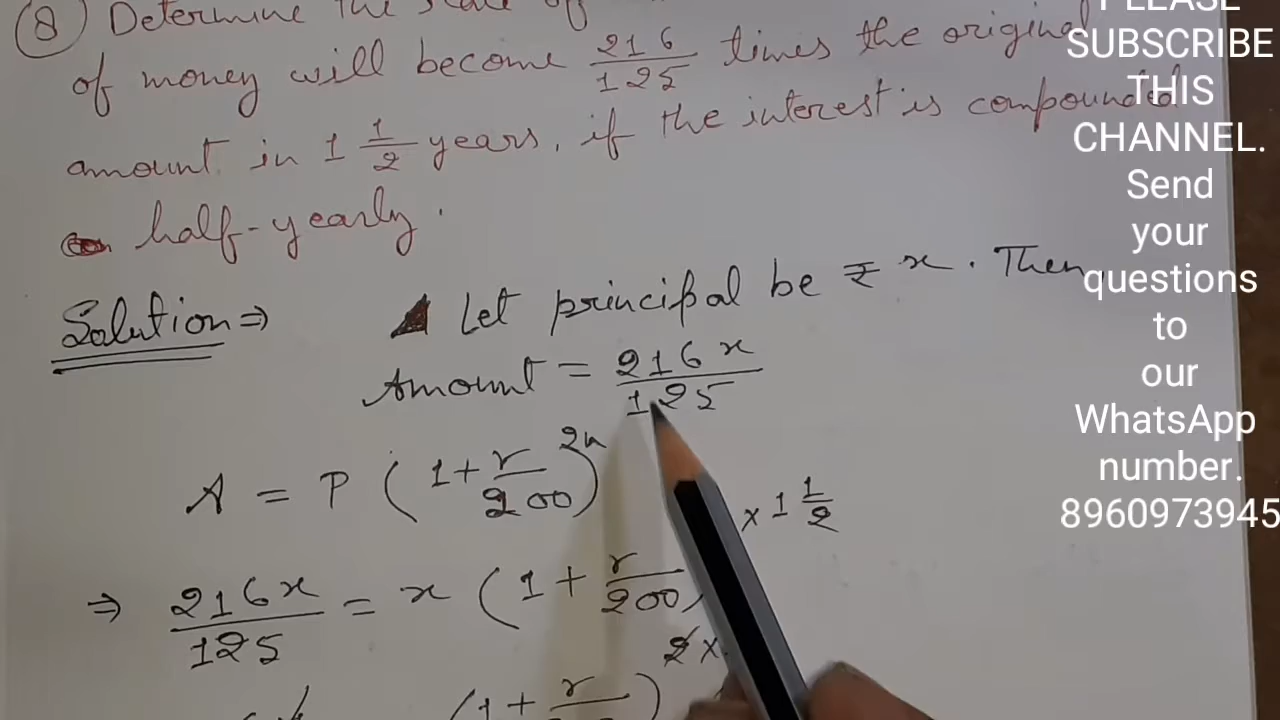 (8) Determine the rate of
of money will become 216/125 times the original
amount in 1 1/2 years, if the interest is compounded
half-yearly.
Solution ⇒ Let principal be ₹ x. Then,
Amount = 216x/125
A = P (1 + r/200)^2n
⇒ 216x/125 = x (1 + r/200) × 1 1/2
2 ×
(1 + r/
PLEASE
SUBSCRIBE
THIS
CHANNEL.
Send
your
questions
to
our
WhatsApp
number.
8960973945